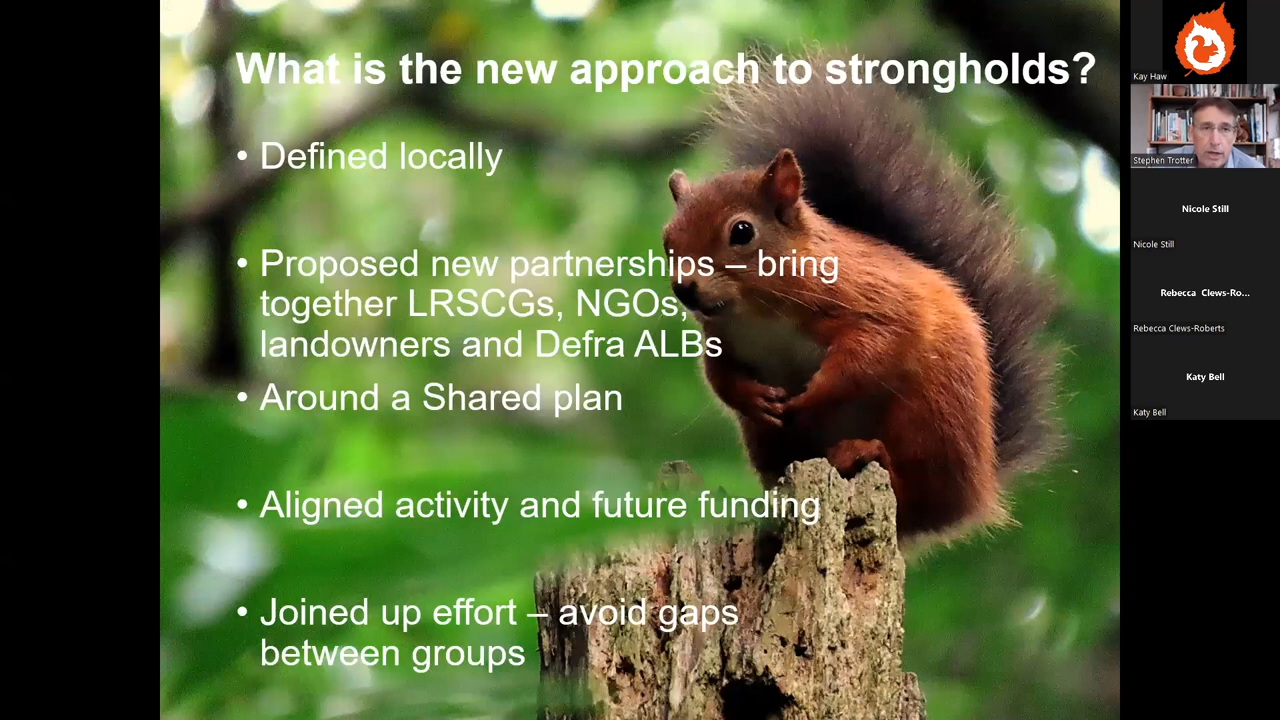 What is the new approach to strongholds?
• Defined locally
• Proposed new partnerships – bring
together LRSCGs, NGOs,
landowners and Defra ALBs
• Around a Shared plan
• Aligned activity and future funding
• Joined up effort – avoid gaps
between groups
Kay Haw
Stephen Trotter
Nicole Still
Nicole Still
Rebecca Clews-Ro...
Rebecca Clews-Roberts
Katy Bell
Katy Bell